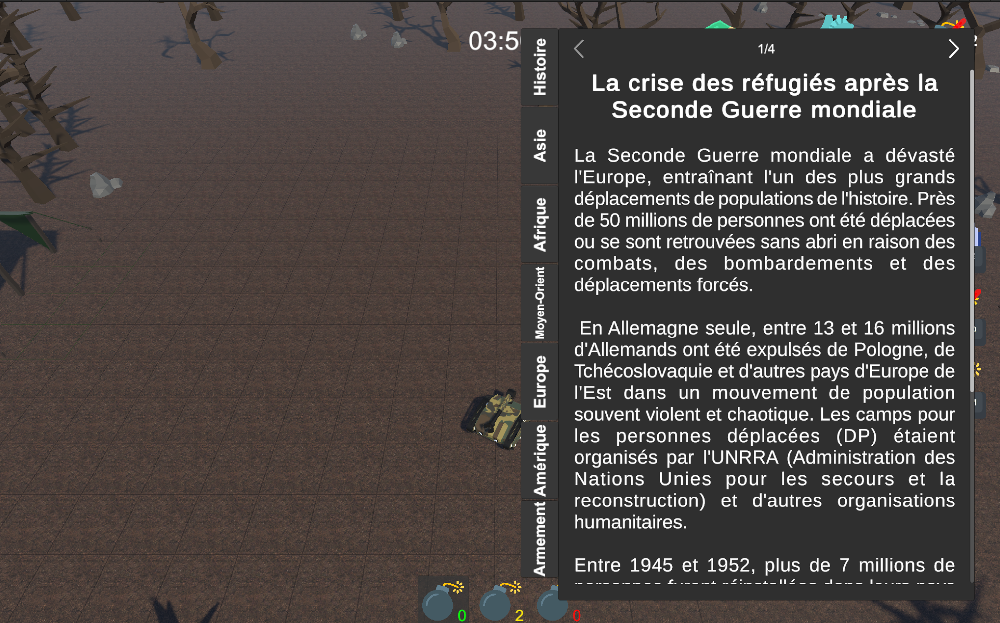 03:5
Histoire
Asie
Afrique
Moyen-Orient
Europe
Amérique
Armement
1/4
La crise des réfugiés après la
Seconde Guerre mondiale
La Seconde Guerre mondiale a dévasté
l'Europe, entraînant l'un des plus grands
déplacements de populations de l'histoire. Près
de 50 millions de personnes ont été déplacées
ou se sont retrouvées sans abri en raison des
combats, des bombardements et des
déplacements forcés.
En Allemagne seule, entre 13 et 16 millions
d'Allemands ont été expulsés de Pologne, de
Tchécoslovaquie et d'autres pays d'Europe de
l'Est dans un mouvement de population
souvent violent et chaotique. Les camps pour
les personnes déplacées (DP) étaient
organisés par l'UNRRA (Administration des
Nations Unies pour les secours et la
reconstruction) et d'autres organisations
humanitaires.
Entre 1945 et 1952, plus de 7 millions de
personnes furent réinstallées dans leurs pays
0
2
0